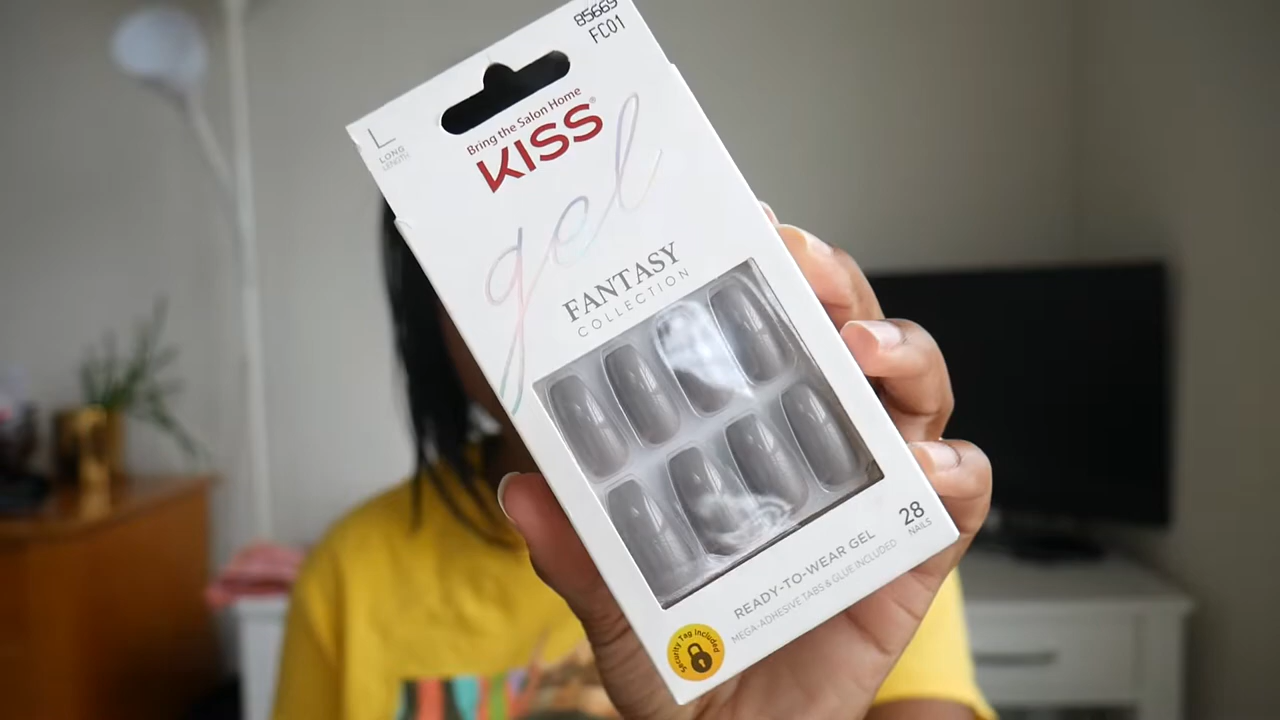 85665
FC01
L
LONG
LENGTH
Bring the Salon Home
KISS®
gel
FANTASY
COLLECTION
28
NAILS
READY-TO-WEAR GEL
MEGA-ADHESIVE TABS & GLUE INCLUDED
Security Tag Included